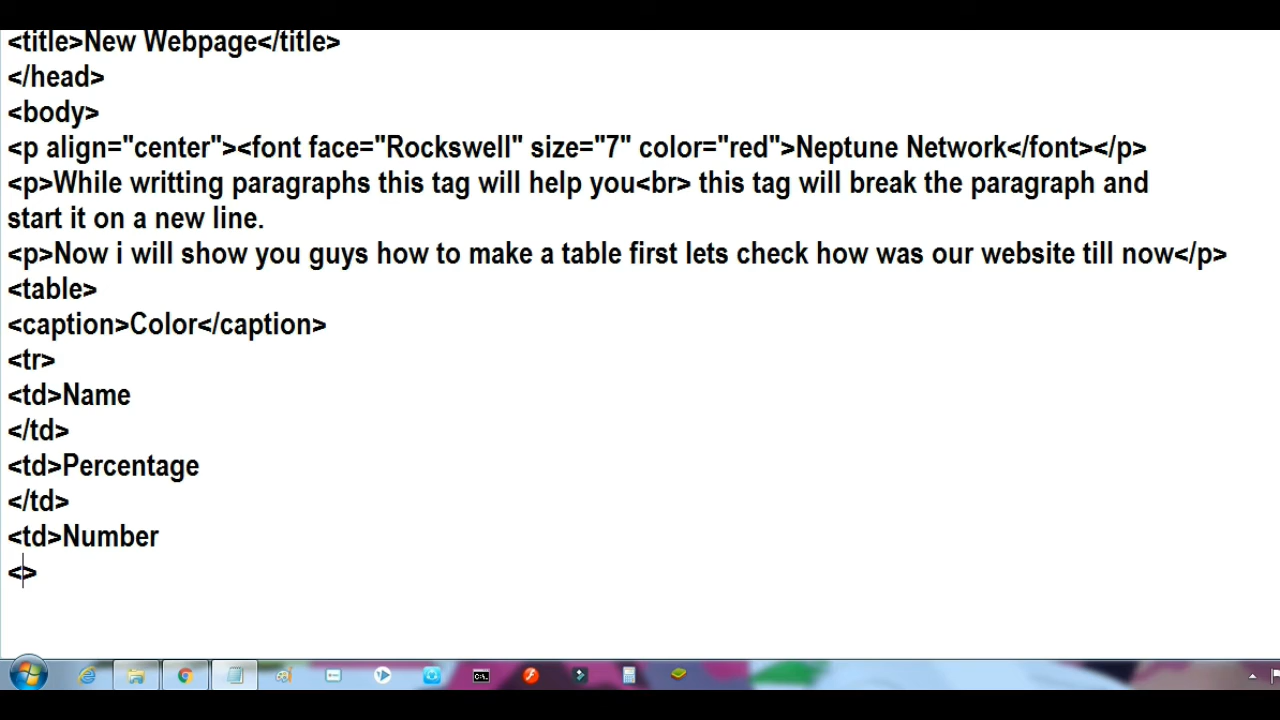 <title>New Webpage</title>
</head>
<body>
<p align="center"><font face="Rockswell" size="7" color="red">Neptune Network</font></p>
<p>While writting paragraphs this tag will help you<br> this tag will break the paragraph and
start it on a new line.
<p>Now i will show you guys how to make a table first lets check how was our website till now</p>
<table>
<caption>Color</caption>
<tr>
<td>Name
</td>
<td>Percentage
</td>
<td>Number
<>